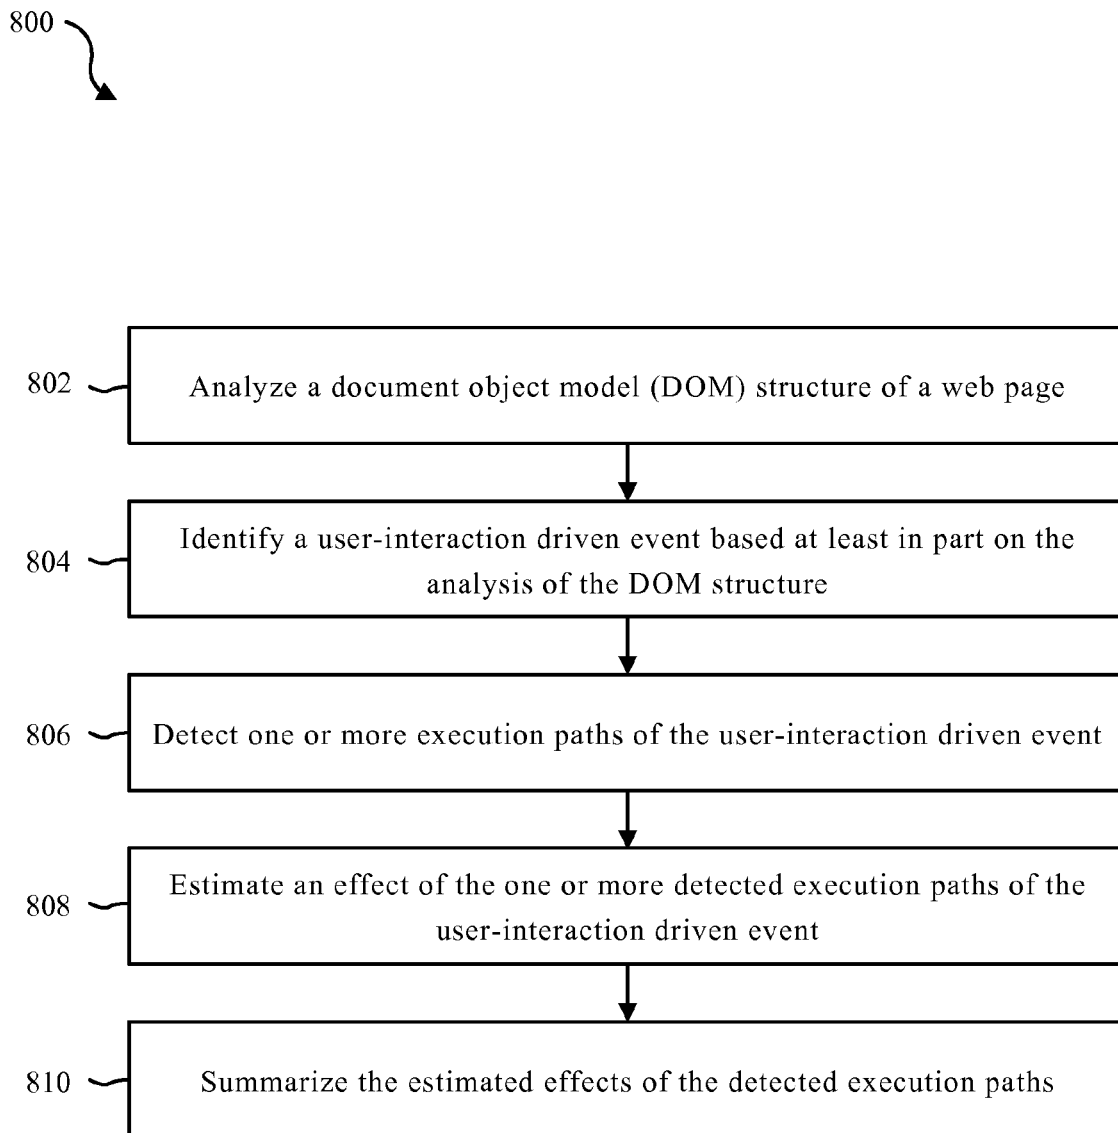 800
802
Analyze a document object model (DOM) structure of a web page
804
Identify a user-interaction driven event based at least in part on the
analysis of the DOM structure
806
Detect one or more execution paths of the user-interaction driven event
808
Estimate an effect of the one or more detected execution paths of the
user-interaction driven event
810
Summarize the estimated effects of the detected execution paths